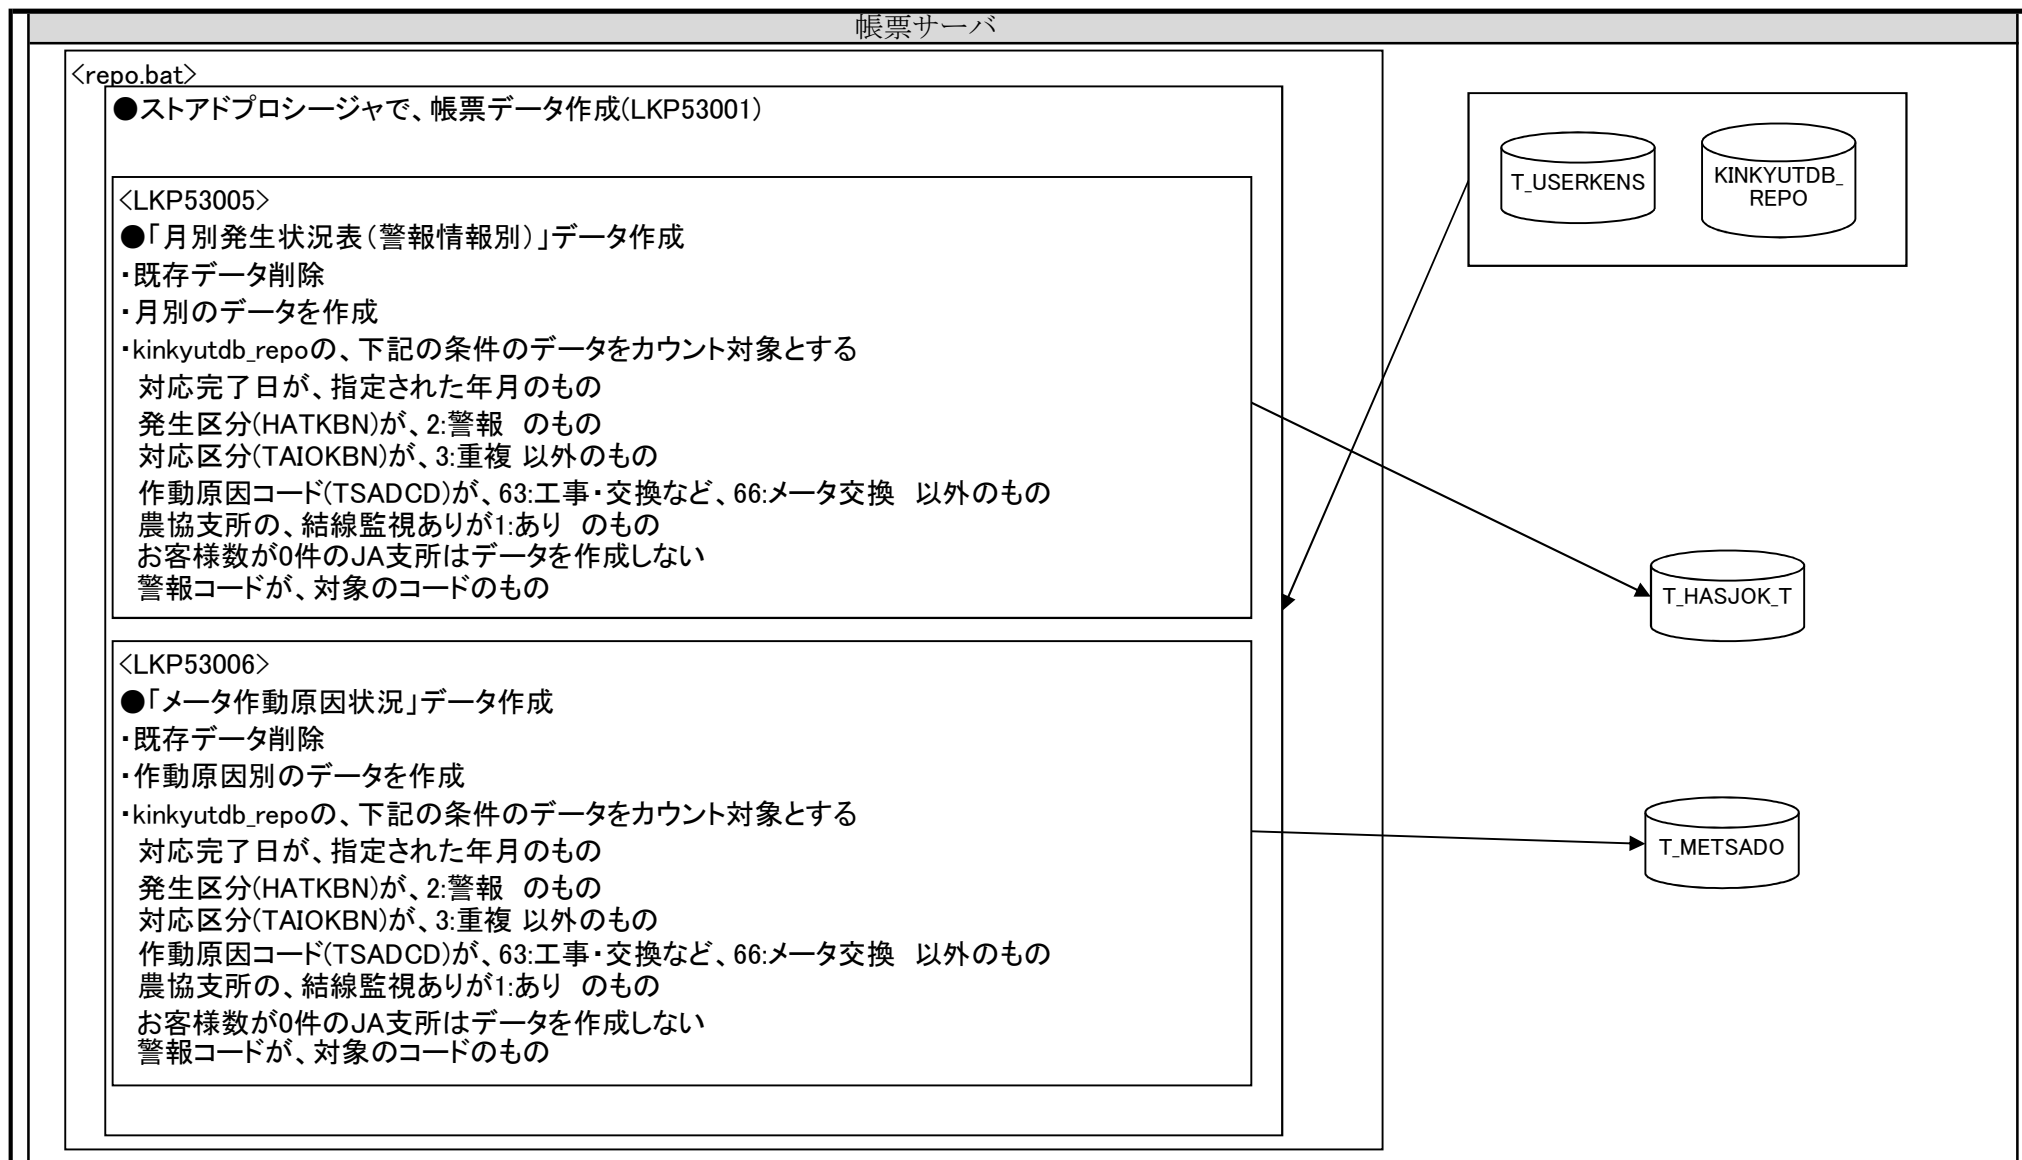 帳票サーバ
<repo.bat>
●ストアドプロシージャで、帳票データ作成(LKP53001)
<LKP53005>
●「月別発生状況表（警報情報別）」データ作成
・既存データ削除
・月別のデータを作成
・kinkyutdb_repoの、下記の条件のデータをカウント対象とする
対応完了日が、指定された年月のもの
発生区分(HATKBN)が、2:警報　のもの
対応区分(TAIOKBN)が、3:重複 以外のもの
作動原因コード(TSADCD)が、63:工事・交換など、66:メータ交換　以外のもの
農協支所の、結線監視ありが1:あり　のもの
お客様数が0件のJA支所はデータを作成しない
警報コードが、対象のコードのもの
<LKP53006>
●「メータ作動原因状況」データ作成
・既存データ削除
・作動原因別のデータを作成
・kinkyutdb_repoの、下記の条件のデータをカウント対象とする
対応完了日が、指定された年月のもの
発生区分(HATKBN)が、2:警報　のもの
対応区分(TAIOKBN)が、3:重複 以外のもの
作動原因コード(TSADCD)が、63:工事・交換など、66:メータ交換　以外のもの
農協支所の、結線監視ありが1:あり　のもの
お客様数が0件のJA支所はデータを作成しない
警報コードが、対象のコードのもの
T_USERKENS
KINKYUTDB_
REPO
T_HASJOK_T
T_METSADO